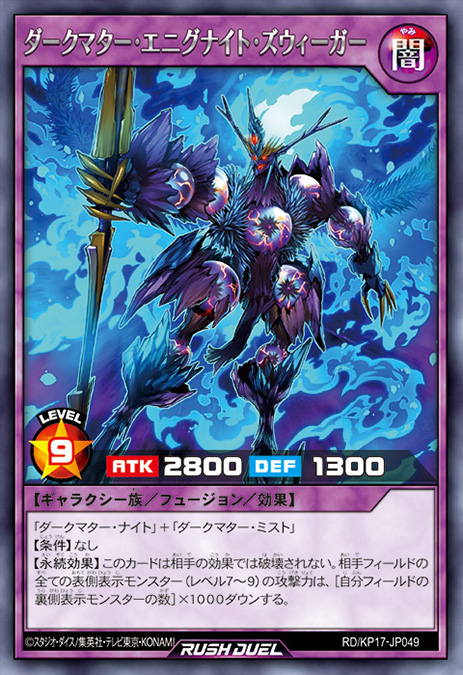 ダークマター・エニグナイト・ズウィーガー
やみ
闇
LEVEL
9
ATK 2800 DEF 1300
【ギャラクシー族／フュージョン／効果】
「ダークマター・ナイト」＋「ダークマター・ミスト」
【条件】なし
【永続効果】このカードは相手の効果では破壊されない。相手フィールドの
全ての表側表示モンスター（レベル7〜9）の攻撃力は、［自分フィールドの
裏側表示モンスターの数］×1000ダウンする。
©スタジオ・ダイス/集英社・テレビ東京・KONAMI
RUSH DUEL
RD/KP17-JP049